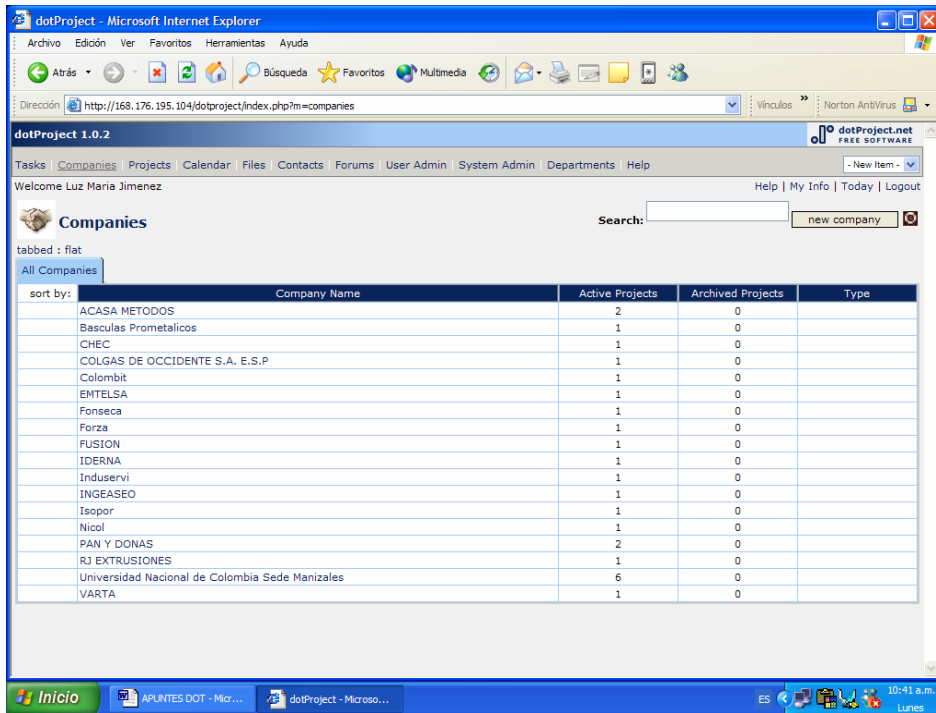 dotProject - Microsoft Internet Explorer
Archivo Edición Ver Favoritos Herramientas Ayuda
Atrás Búsqueda Favoritos Multimedia
Dirección http://168.176.195.104/dotproject/index.php?m=companies Vínculos » Norton AntiVirus
dotProject 1.0.2 dotProject.net
FREE SOFTWARE
Tasks Companies Projects Calendar Files Contacts Forums User Admin System Admin Departments Help - New Item -
Welcome Luz Maria Jimenez Help | My Info | Today | Logout
Companies Search: new company
tabbed : flat
All Companies
sort by: Company Name Active Projects Archived Projects Type
ACASA METODOS 2 0
Basculas Prometalicos 1 0
CHEC 1 0
COLGAS DE OCCIDENTE S.A. E.S.P 1 0
Colombit 1 0
EMTELSA 1 0
Fonseca 1 0
Forza 1 0
FUSION 1 0
IDERNA 1 0
Induservi 1 0
INGEASEO 1 0
Isopor 1 0
Nicol 1 0
PAN Y DONAS 2 0
RJ EXTRUSIONES 1 0
Universidad Nacional de Colombia Sede Manizales 6 0
VARTA 1 0
Inicio APUNTES DOT - Micr... dotProject - Microso... ES 10:41 a.m.
Lunes